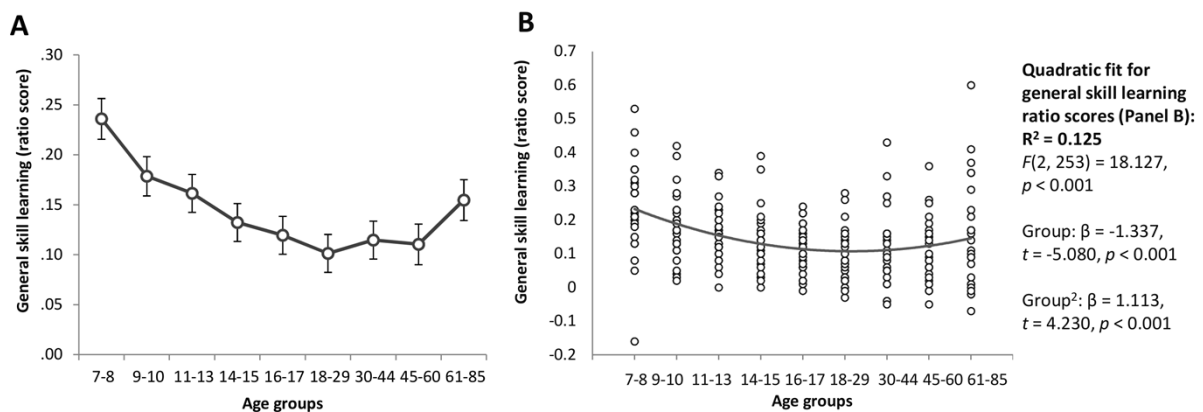 A
General skill learning (ratio score)
.30
.25
.20
.15
.10
.05
.00
7-8 9-10 11-13 14-15 16-17 18-29 30-44 45-60 61-85
Age groups
B
General skill learning (ratio score)
0.7
0.6
0.5
0.4
0.3
0.2
0.1
0
-0.1
-0.2
7-8 9-10 11-13 14-15 16-17 18-29 30-44 45-60 61-85
Age groups
Quadratic fit for
general skill learning
ratio scores (Panel B):
R² = 0.125
F(2, 253) = 18.127,
p < 0.001
Group: β = -1.337,
t = -5.080, p < 0.001
Group²: β = 1.113,
t = 4.230, p < 0.001